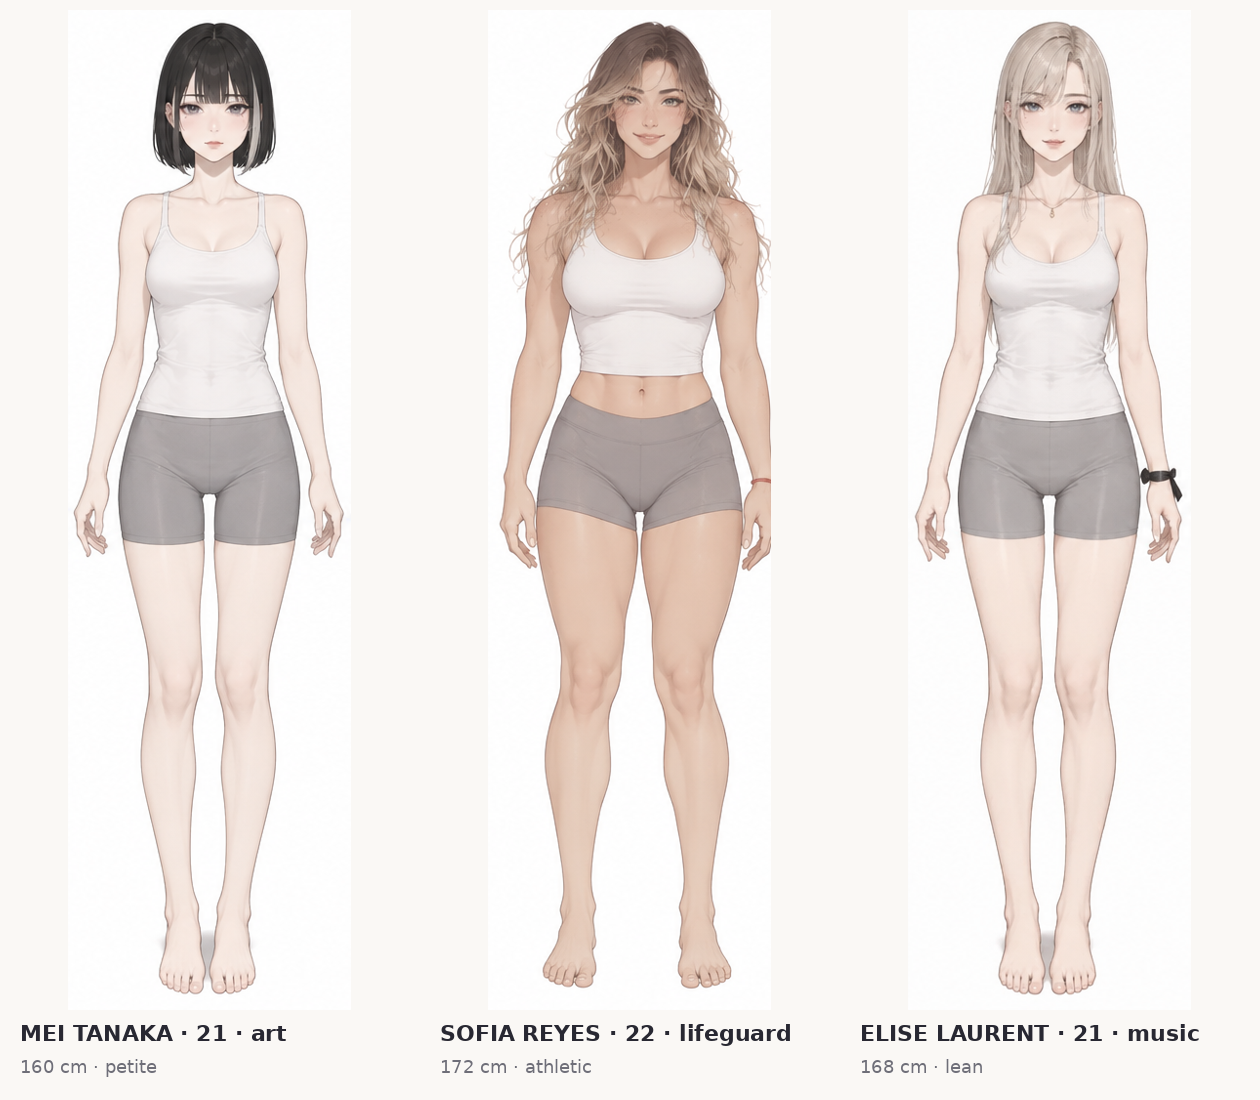 MEI TANAKA · 21 · art
160 cm · petite
SOFIA REYES · 22 · lifeguard
172 cm · athletic
ELISE LAURENT · 21 · music
168 cm · lean